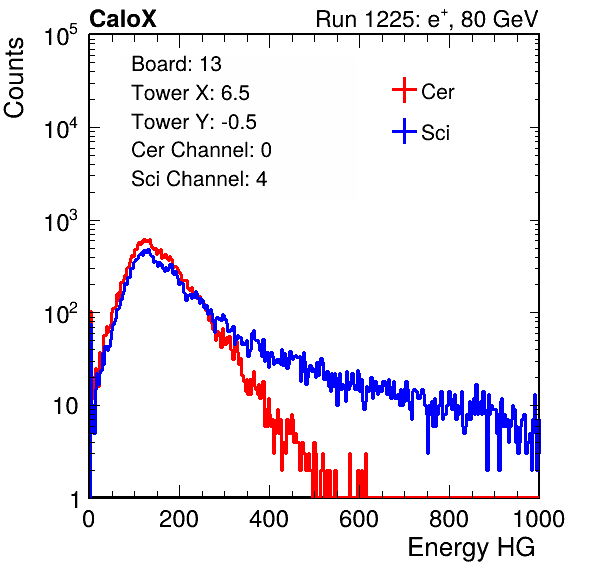 CaloX Run 1225: e⁺, 80 GeV
Counts
10⁵
10⁴
10³
10²
10
1
Board: 13
Tower X: 6.5
Tower Y: -0.5
Cer Channel: 0
Sci Channel: 4
Cer
Sci
0 200 400 600 800 1000
Energy HG